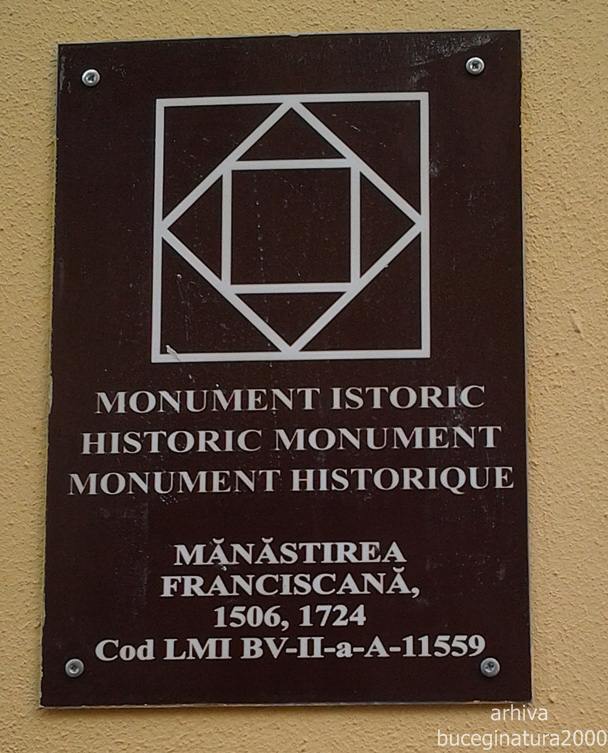 MONUMENT ISTORIC
HISTORIC MONUMENT
MONUMENT HISTORIQUE
MĂNĂSTIREA
FRANCISCANĂ,
1506, 1724
Cod LMI BV-II-a-A-11559
arhiva
buceginatura2000